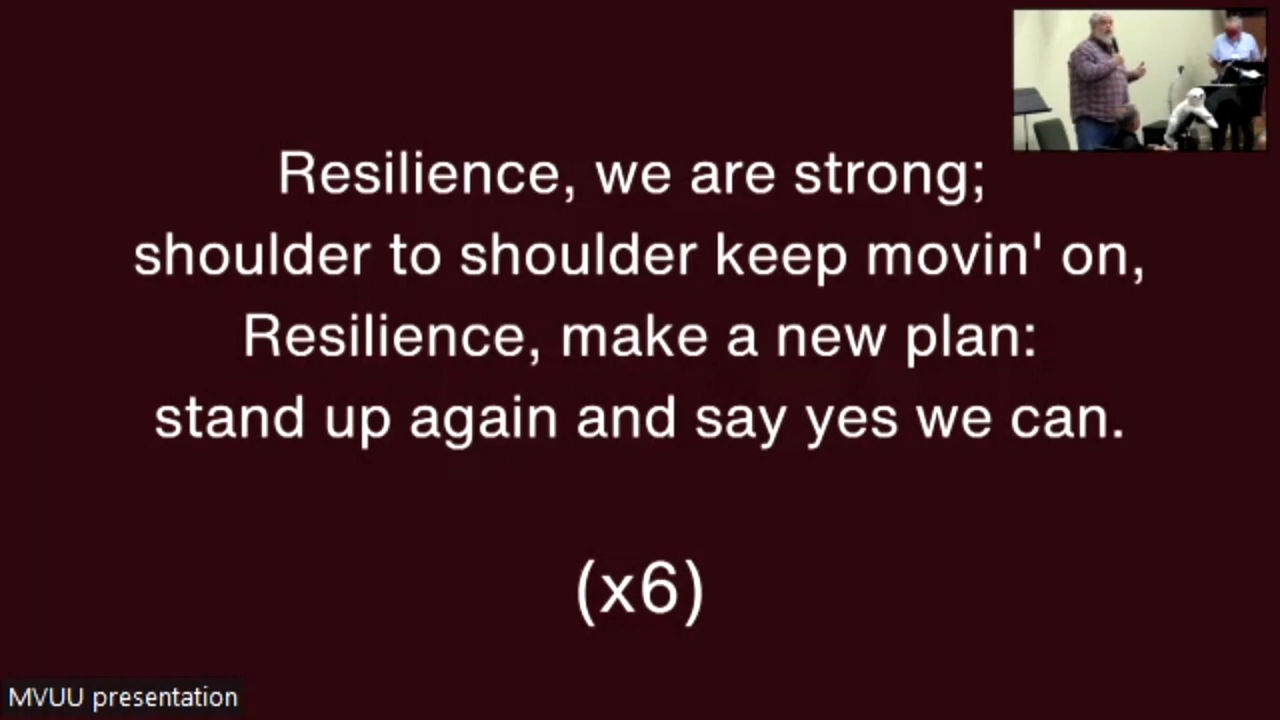 Resilience, we are strong;
shoulder to shoulder keep movin' on,
Resilience, make a new plan:
stand up again and say yes we can.
(x6)
MVUU presentation